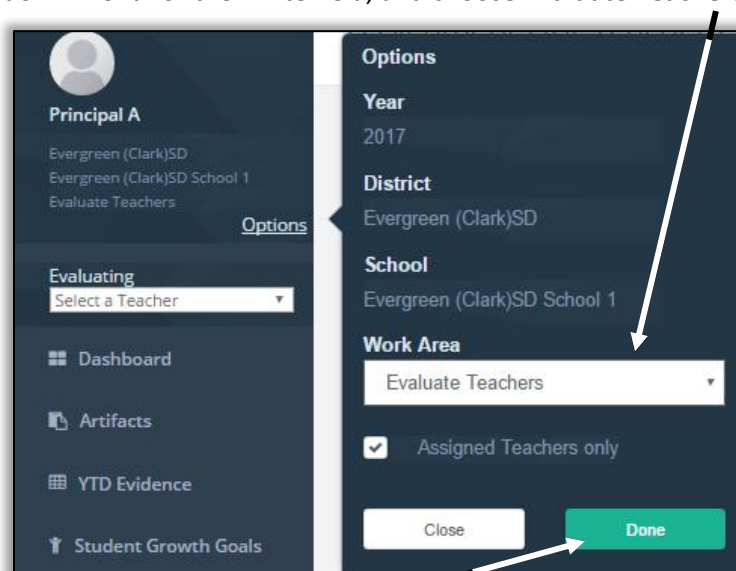 Principal A
Evergreen (Clark)SD
Evergreen (Clark)SD School 1
Evaluate Teachers
Options
Evaluating
Select a Teacher
Dashboard
Artifacts
YTD Evidence
Student Growth Goals
Options
Year
2017
District
Evergreen (Clark)SD
School
Evergreen (Clark)SD School 1
Work Area
Evaluate Teachers
Assigned Teachers only
Close
Done